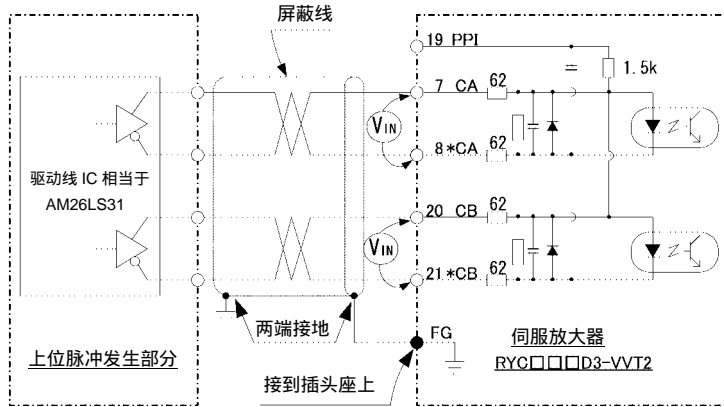 屏蔽线
19 PPI
1.5k
7 CA 62
VIN
8 *CA 62
驱动线 IC 相当于
AM26LS31
20 CB 62
VIN
21 *CB 62
两端接地
FG
上位脉冲发生部分
伺服放大器
RYC□□□D3-VVT2
接到插头座上